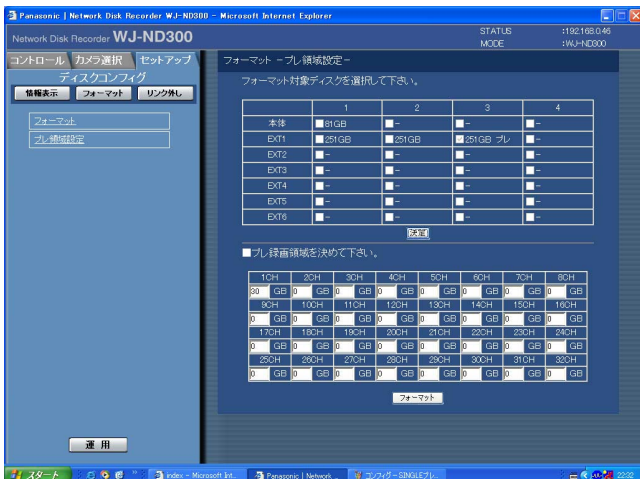 Panasonic | Network Disk Recorder WJ-ND300 - Microsoft Internet Explorer
Network Disk Recorder WJ-ND300
STATUS :192.168.0.46
MODE :WJ-ND300
コントロール カメラ選択 セットアップ
ディスクコンフィグ
情報表示 フォーマット リンク外し
フォーマット
プレ領域設定
フォーマット －プレ領域設定－
フォーマット対象ディスクを選択して下さい。
1 2 3 4
本体 81GB - - -
EXT1 251GB 251GB 251GB プレ -
EXT2 - - - -
EXT3 - - - -
EXT4 - - - -
EXT5 - - - -
EXT6 - - - -
決定
プレ録画領域を決めて下さい。
1CH 2CH 3CH 4CH 5CH 6CH 7CH 8CH
30 GB 0 GB 0 GB 0 GB 0 GB 0 GB 0 GB 0 GB
9CH 10CH 11CH 12CH 13CH 14CH 15CH 16CH
0 GB 0 GB 0 GB 0 GB 0 GB 0 GB 0 GB 0 GB
17CH 18CH 19CH 20CH 21CH 22CH 23CH 24CH
0 GB 0 GB 0 GB 0 GB 0 GB 0 GB 0 GB 0 GB
25CH 26CH 27CH 28CH 29CH 30CH 31CH 32CH
0 GB 0 GB 0 GB 0 GB 0 GB 0 GB 0 GB 0 GB
フォーマット
運用
スタート index - Microsoft Int... Panasonic | Network ... コンフィグ－SINGLEプレ... 22:32